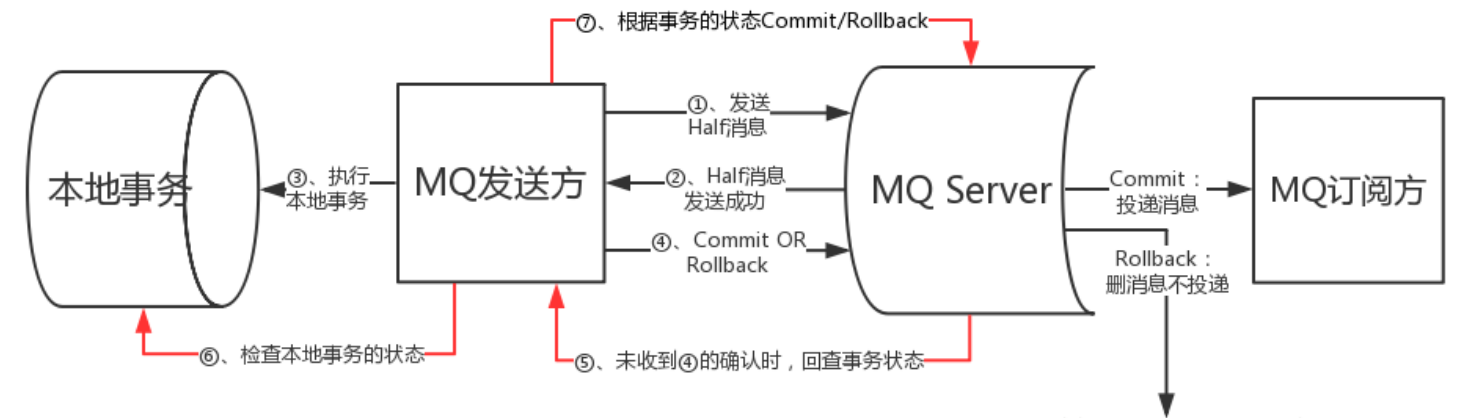 ⑦、根据事务的状态Commit/Rollback
本地事务
③、执行
本地事务
MQ发送方
①、发送
Half消息
②、Half消息
发送成功
④、Commit OR
Rollback
MQ Server
Commit：
投递消息
Rollback：
删消息不投递
MQ订阅方
⑥、检查本地事务的状态
⑤、未收到④的确认时，回查事务状态